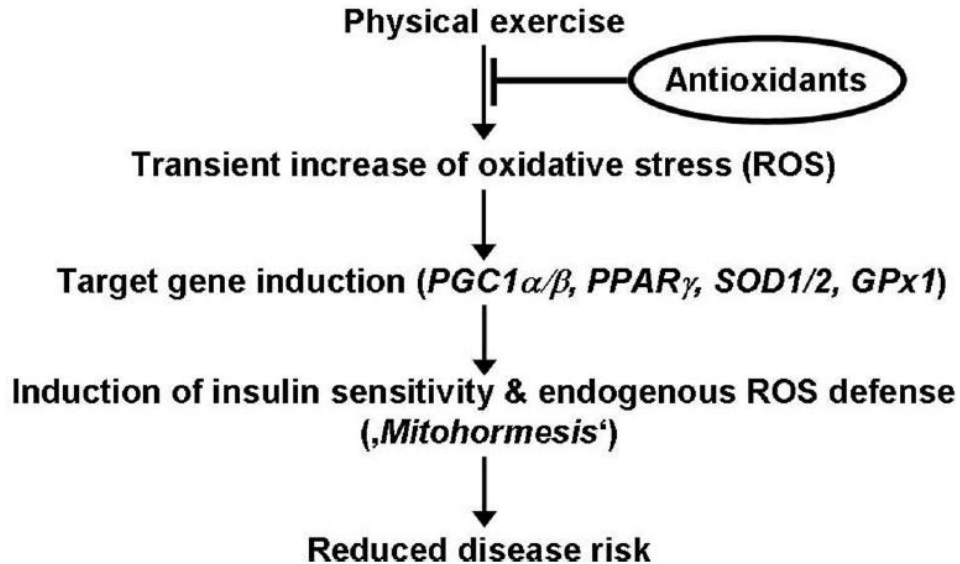 Physical exercise
Antioxidants
Transient increase of oxidative stress (ROS)
Target gene induction (PGC1α/β, PPARγ, SOD1/2, GPx1)
Induction of insulin sensitivity & endogenous ROS defense
(‚Mitohormesis‘)
Reduced disease risk